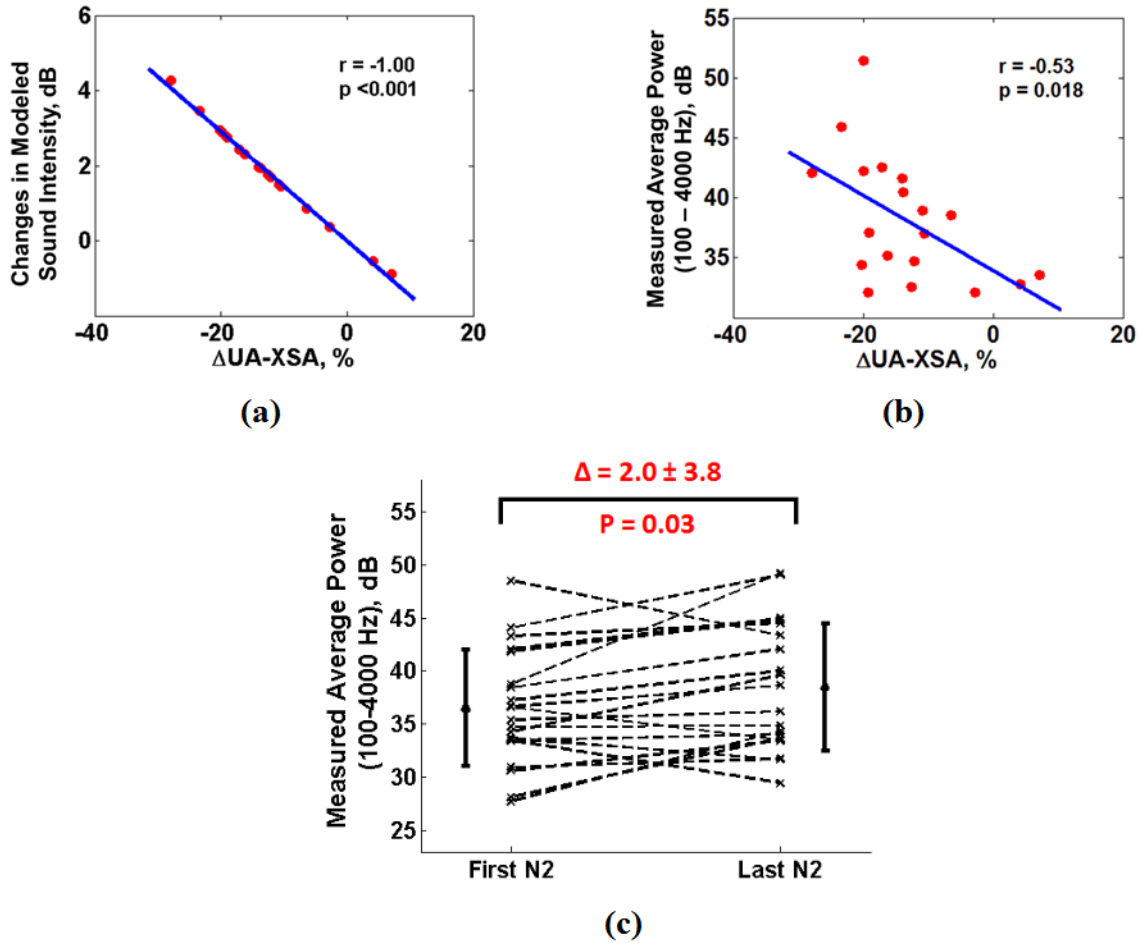 6
4
2
0
Changes in Modeled
Sound Intensity, dB
r = -1.00
p <0.001
-40
-20
0
20
ΔUA-XSA, %
(a)
55
50
45
40
35
Measured Average Power
(100 – 4000 Hz), dB
r = -0.53
p = 0.018
-40
-20
0
20
ΔUA-XSA, %
(b)
Δ = 2.0 ± 3.8
P = 0.03
55
50
45
40
35
30
25
Measured Average Power
(100-4000 Hz), dB
First N2
Last N2
(c)